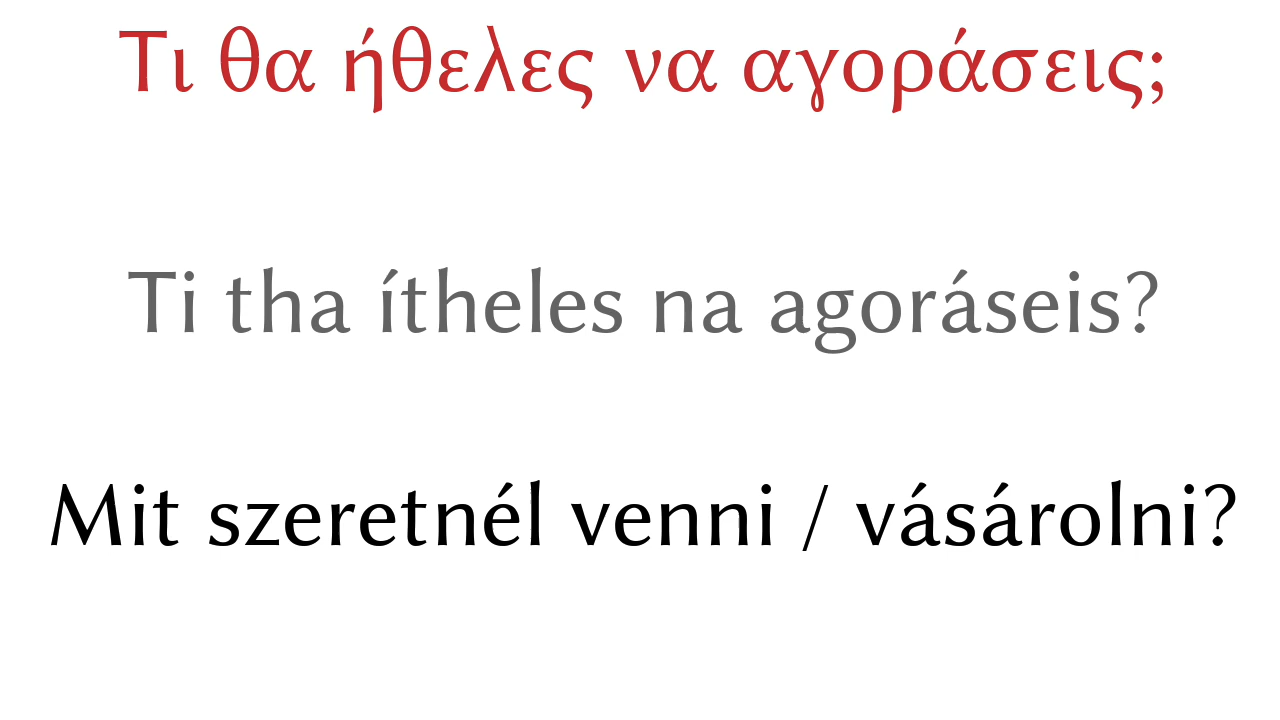 Τι θα ήθελες να αγοράσεις;
Ti tha ítheles na agoráseis?
Mit szeretnél venni / vásárolni?